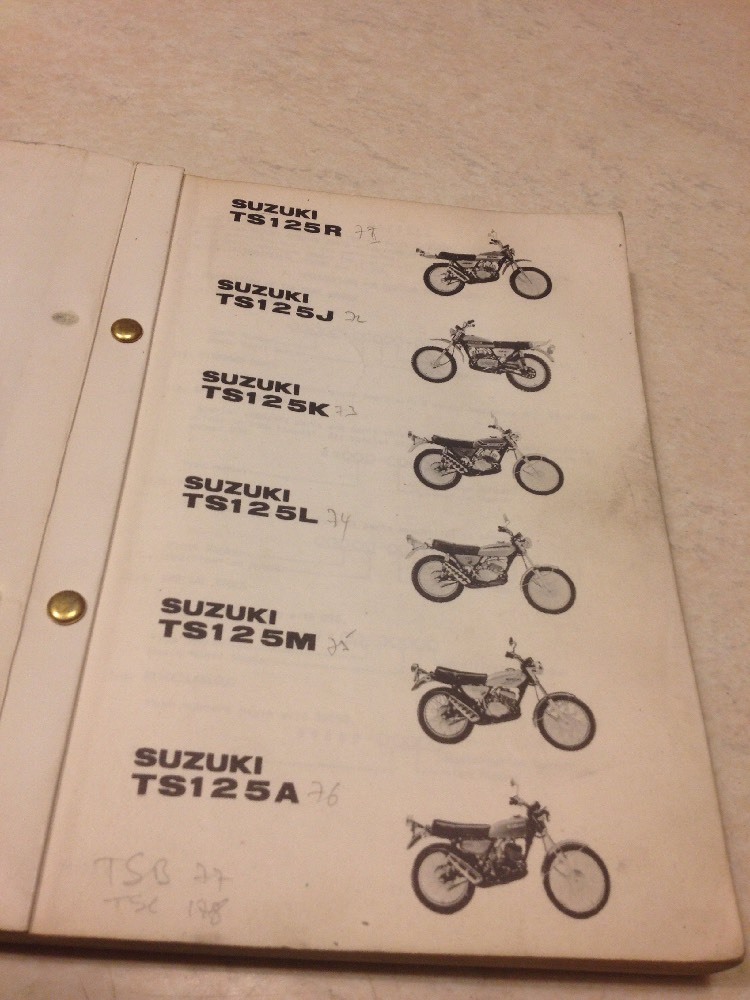 SUZUKI
TS125R 71
SUZUKI
TS125J 72
SUZUKI
TS125K 73
SUZUKI
TS125L 74
SUZUKI
TS125M 75
SUZUKI
TS125A 76
TSB 77
TSC